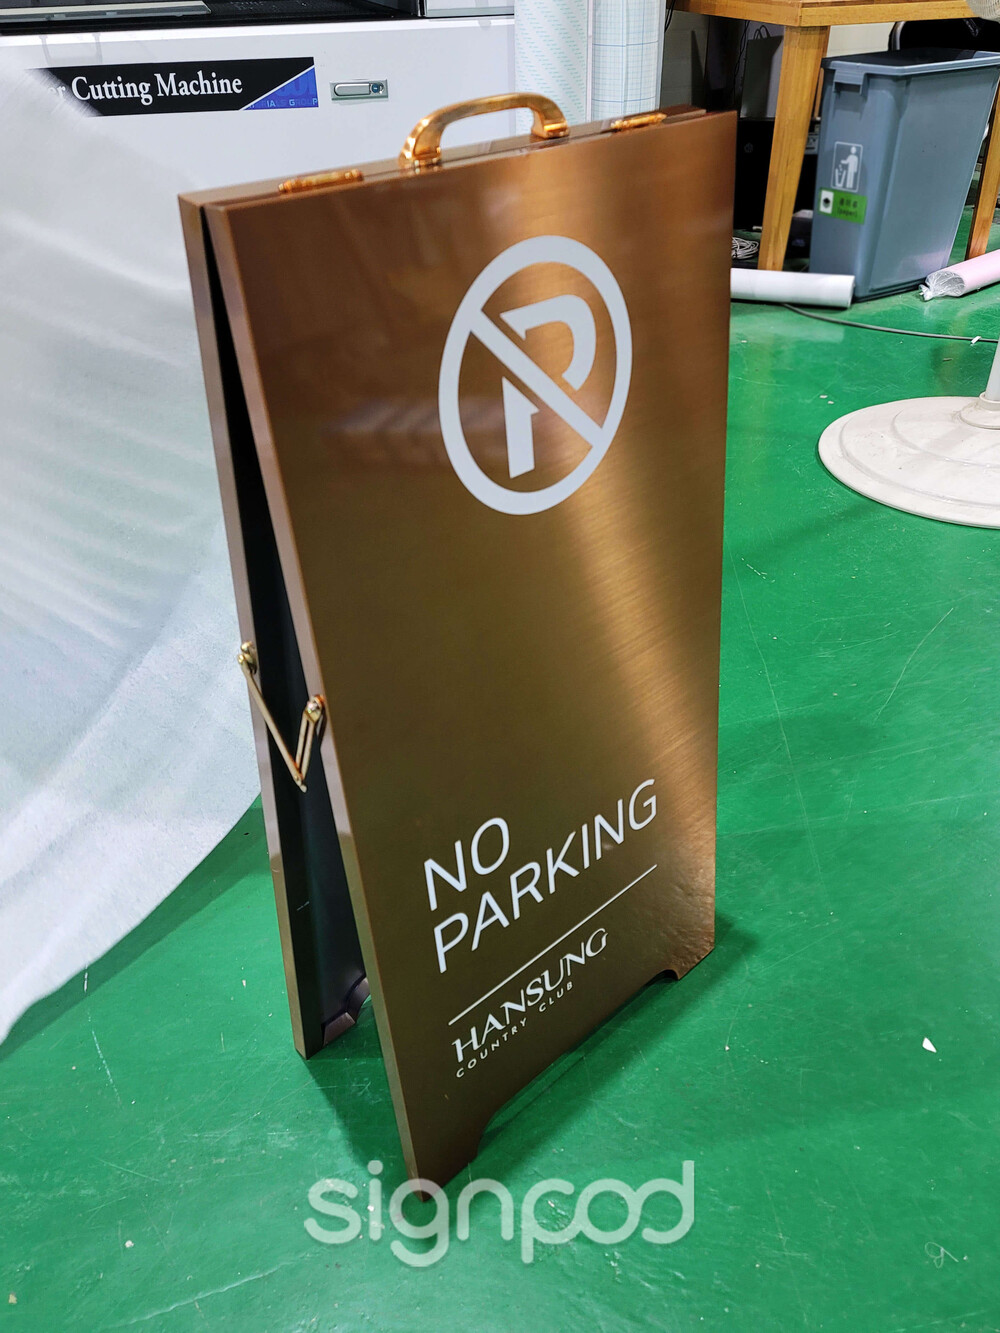 Cutting Machine
P
NO
PARKING
HANSUNG
COUNTRY CLUB
signpod